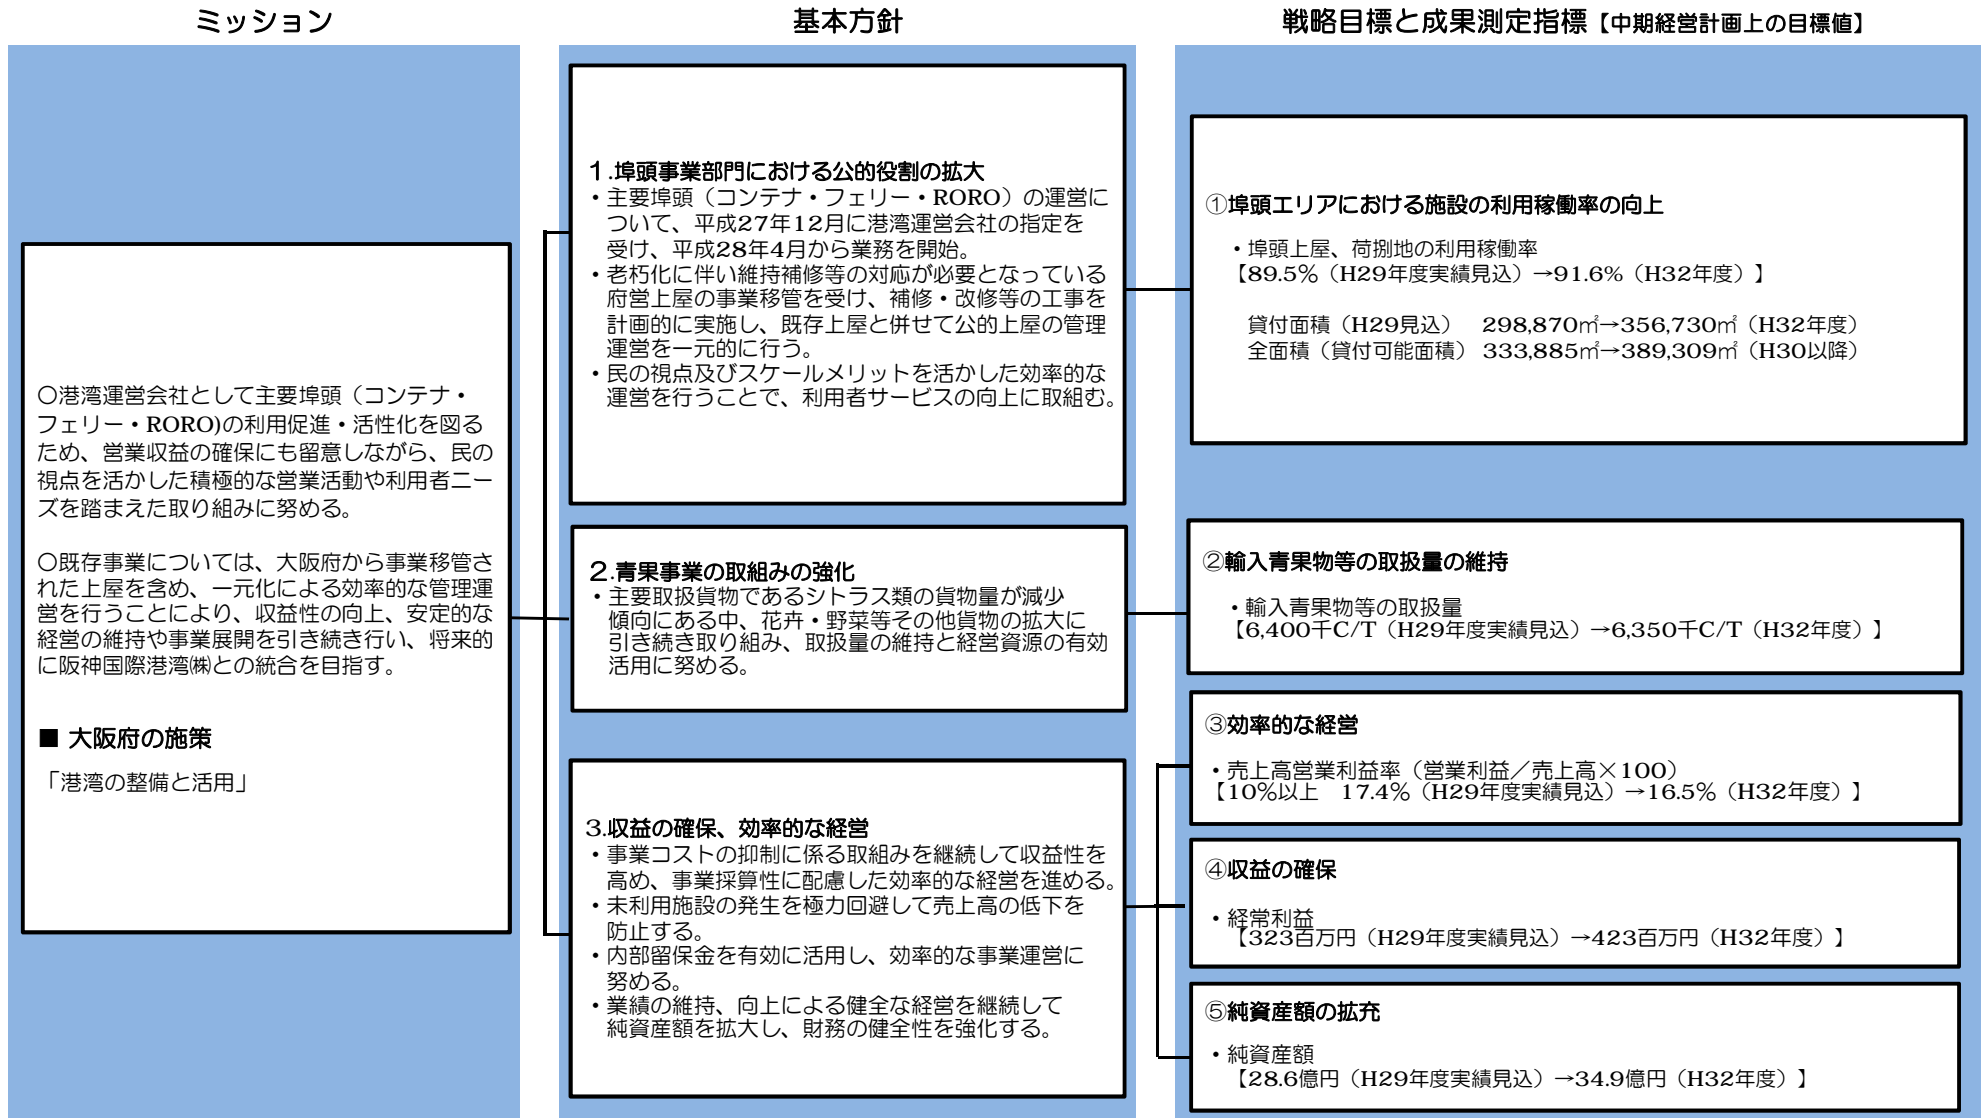 ミッション
○港湾運営会社として主要埠頭（コンテナ・
フェリー・RORO)の利用促進・活性化を図る
ため、営業収益の確保にも留意しながら、民の
視点を活かした積極的な営業活動や利用者ニー
ズを踏まえた取り組みに努める。
○既存事業については、大阪府から事業移管さ
れた上屋を含め、一元化による効率的な管理運
営を行うことにより、収益性の向上、安定的な
経営の維持や事業展開を引き続き行い、将来的
に阪神国際港湾㈱との統合を目指す。
■ 大阪府の施策
「港湾の整備と活用」
基本方針
１.埠頭事業部門における公的役割の拡大
・主要埠頭（コンテナ・フェリー・RORO）の運営に
ついて、平成27年12月に港湾運営会社の指定を
受け、平成28年4月から業務を開始。
・老朽化に伴い維持補修等の対応が必要となっている
府営上屋の事業移管を受け、補修・改修等の工事を
計画的に実施し、既存上屋と併せて公的上屋の管理
運営を一元的に行う。
・民の視点及びスケールメリットを活かした効率的な
運営を行うことで、利用者サービスの向上に取組む。
２.青果事業の取組みの強化
・主要取扱貨物であるシトラス類の貨物量が減少
傾向にある中、花卉・野菜等その他貨物の拡大に
引き続き取り組み、取扱量の維持と経営資源の有効
活用に努める。
3.収益の確保、効率的な経営
・事業コストの抑制に係る取組みを継続して収益性を
高め、事業採算性に配慮した効率的な経営を進める。
・未利用施設の発生を極力回避して売上高の低下を
防止する。
・内部留保金を有効に活用し、効率的な事業運営に
努める。
・業績の維持、向上による健全な経営を継続して
純資産額を拡大し、財務の健全性を強化する。
戦略目標と成果測定指標【中期経営計画上の目標値】
①埠頭エリアにおける施設の利用稼働率の向上
・埠頭上屋、荷捌地の利用稼働率
【89.5%（H29年度実績見込）→91.6%（H32年度）】
貸付面積（H29見込） 298,870㎡→356,730㎡（H32年度）
全面積（貸付可能面積） 333,885㎡→389,309㎡（H30以降）
②輸入青果物等の取扱量の維持
・輸入青果物等の取扱量
【6,400千C/T（H29年度実績見込）→6,350千C/T（H32年度）】
③効率的な経営
・売上高営業利益率（営業利益／売上高×100）
【10%以上 17.4%（H29年度実績見込）→16.5%（H32年度）】
④収益の確保
・経常利益
【323百万円（H29年度実績見込）→423百万円（H32年度）】
⑤純資産額の拡充
・純資産額
【28.6億円（H29年度実績見込）→34.9億円（H32年度）】